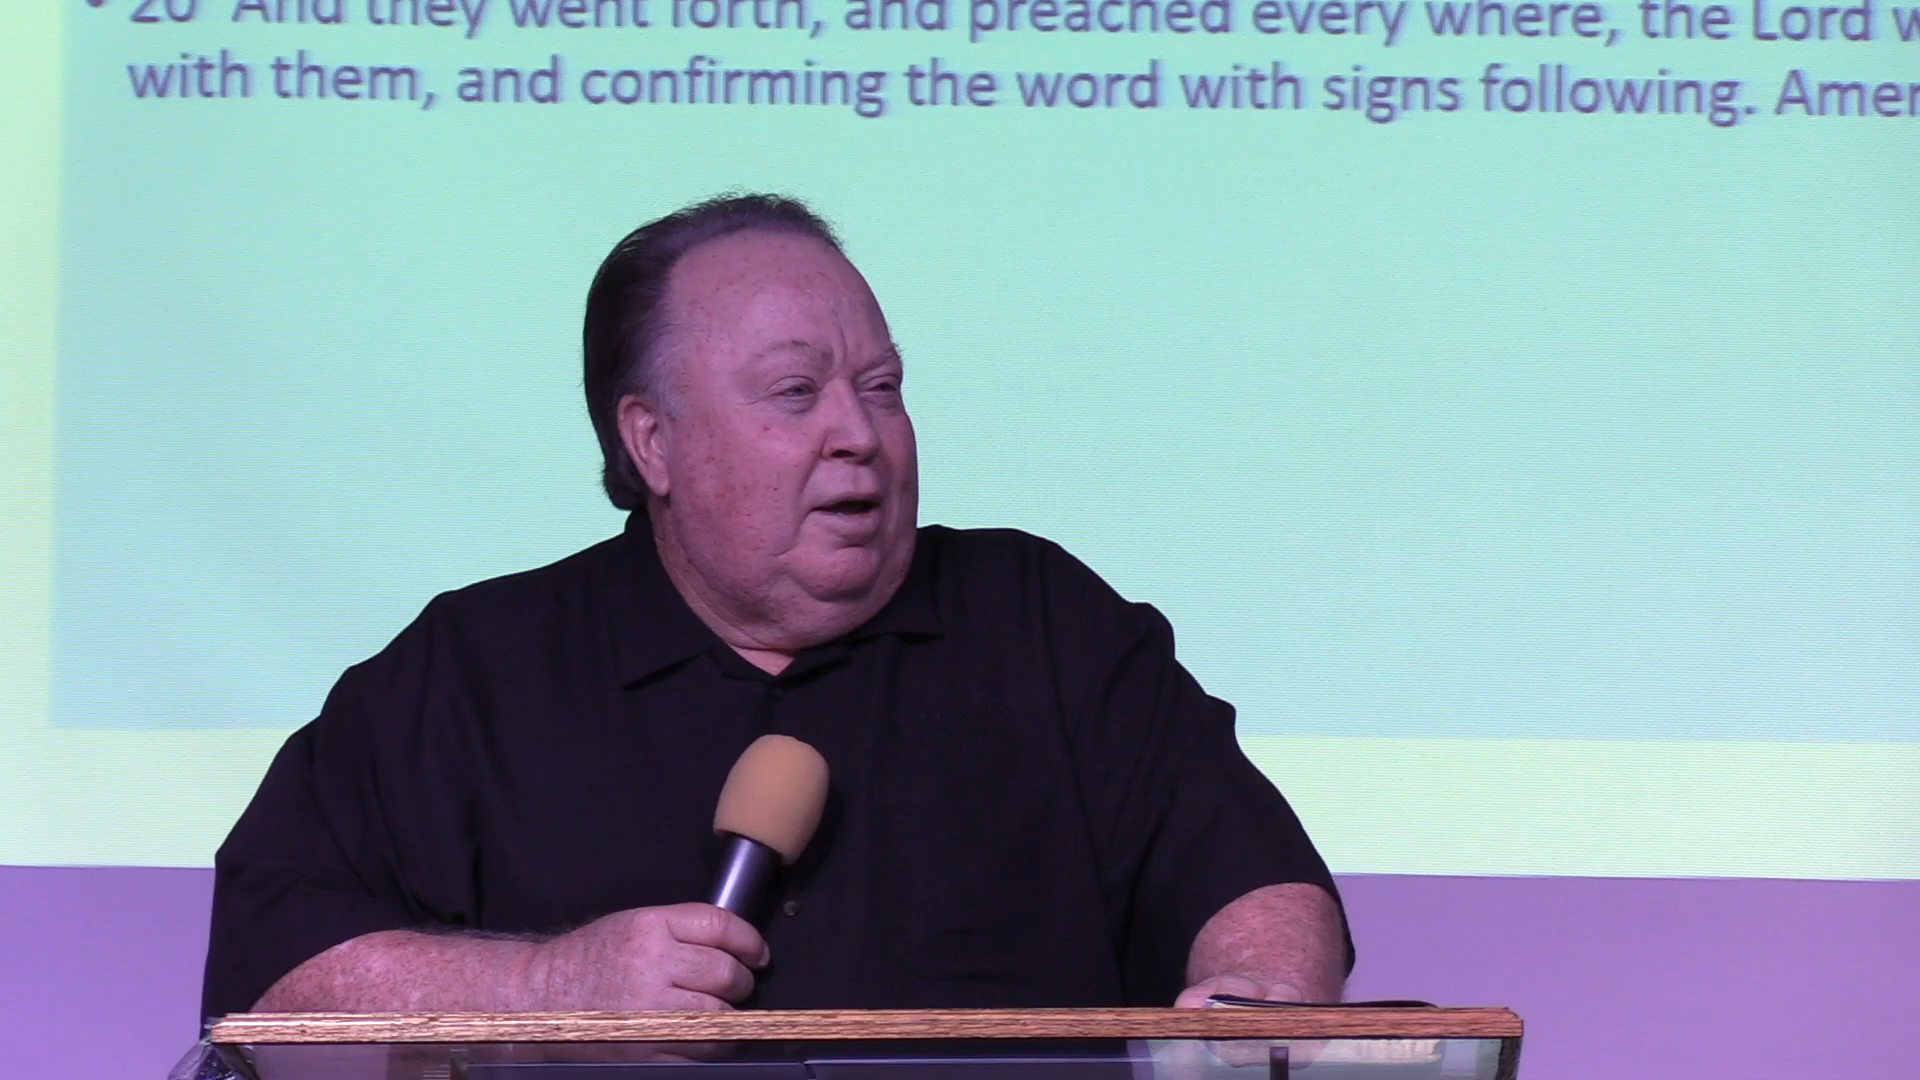 • 20 And they went forth, and preached every where, the Lord
with them, and confirming the word with signs following.